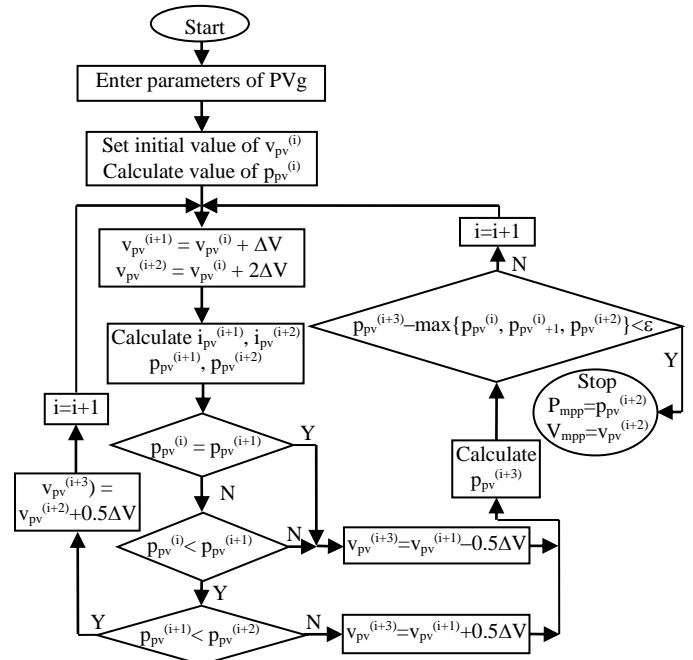 Start
Enter parameters of PVg
Set initial value of v_pv^(i)
Calculate value of p_pv^(i)
v_pv^(i+1) = v_pv^(i) + ΔV
v_pv^(i+2) = v_pv^(i) + 2ΔV
Calculate i_pv^(i+1), i_pv^(i+2)
p_pv^(i+1), p_pv^(i+2)
p_pv^(i) = p_pv^(i+1)
Y
N
p_pv^(i) < p_pv^(i+1)
N
Y
p_pv^(i+1) < p_pv^(i+2)
Y
N
v_pv^(i+3)) =
v_pv^(i+2)+0.5ΔV
i=i+1
v_pv^(i+3)=v_pv^(i+1)–0.5ΔV
v_pv^(i+3)=v_pv^(i+1)+0.5ΔV
Calculate
p_pv^(i+3)
p_pv^(i+3)–max{p_pv^(i), p_pv^(i)_+1, p_pv^(i+2)}<ε
N
i=i+1
Y
Stop
P_mpp=p_pv^(i+2)
V_mpp=v_pv^(i+2)